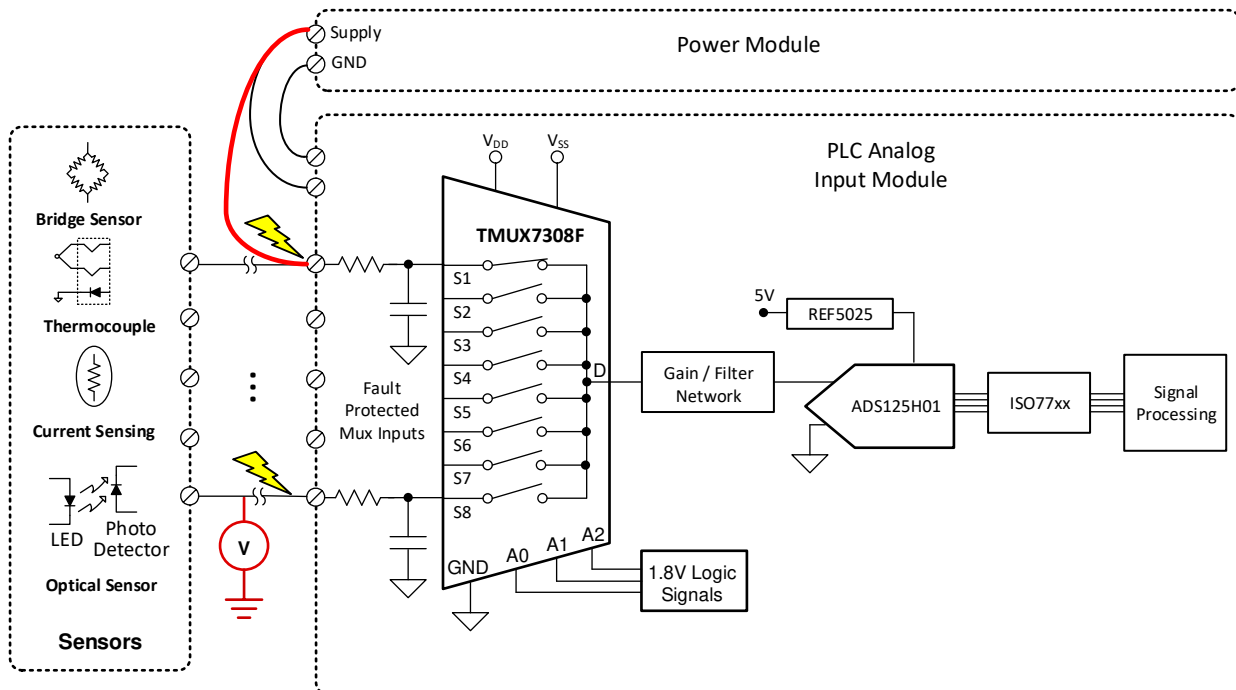 Supply
GND
Power Module
PLC Analog
Input Module
VDD
VSS
TMUX7308F
Bridge Sensor
Thermocouple
Current Sensing
LED
Photo
Detector
Optical Sensor
Sensors
V
Fault
Protected
Mux Inputs
S1
S2
S3
S4
S5
S6
S7
S8
D
GND
A0
A1
A2
1.8V Logic
Signals
Gain / Filter
Network
5V
REF5025
ADS125H01
ISO77xx
Signal
Processing